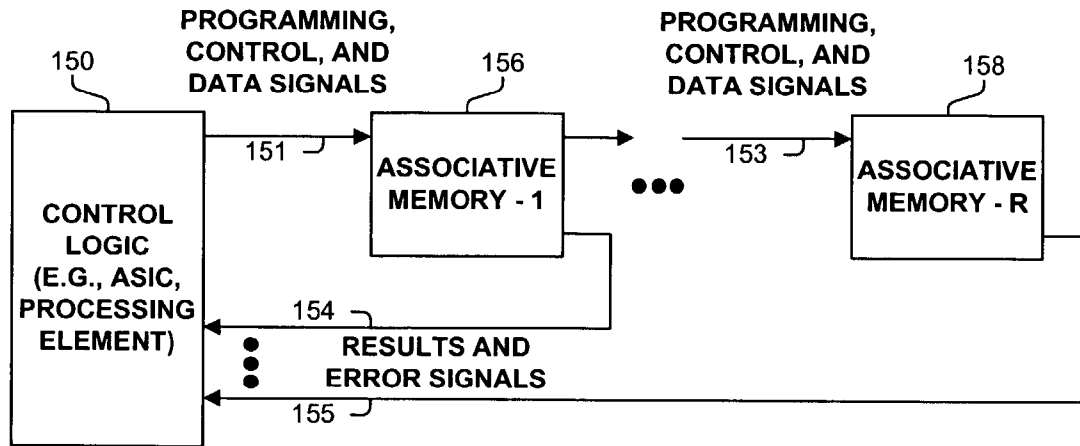 PROGRAMMING,
CONTROL, AND
DATA SIGNALS
PROGRAMMING,
CONTROL, AND
DATA SIGNALS
150
156
158
151
153
ASSOCIATIVE
MEMORY - 1
ASSOCIATIVE
MEMORY - R
CONTROL
LOGIC
(E.G., ASIC,
PROCESSING
ELEMENT)
154
RESULTS AND
ERROR SIGNALS
155